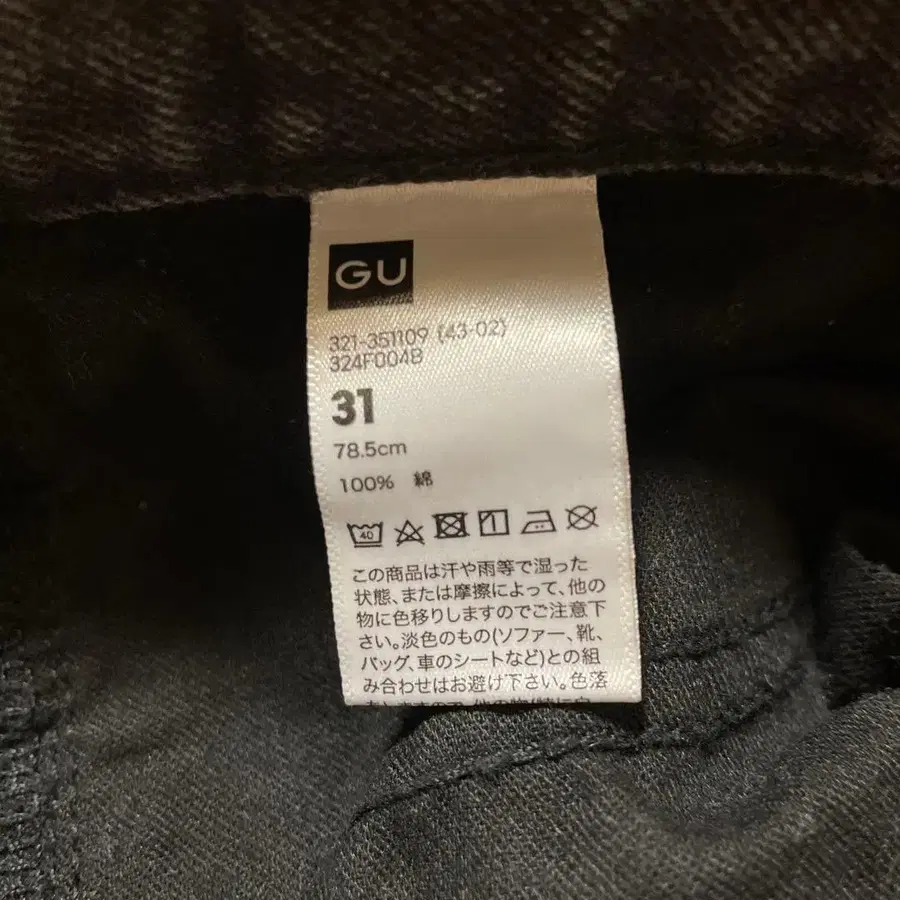 GU
321-351109 (43-02)
324F004B
31
78.5cm
100% 綿
40
この商品は汗や雨等で湿った
状態、または摩擦によって、他の
物に色移りしますのでご注意下
さい。淡色のもの(ソファー、靴、
バッグ、車のシートなど)との組
み合わせはお避け下さい。色落